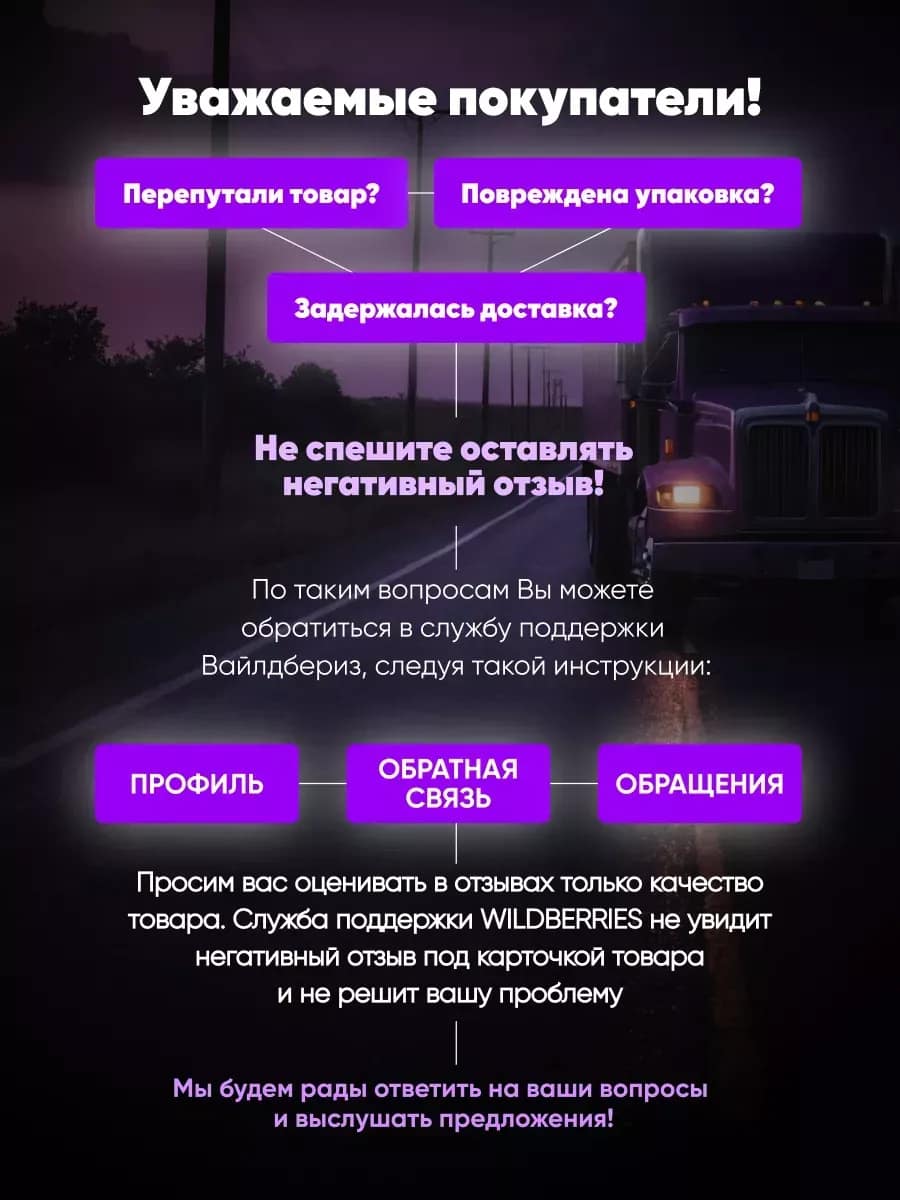 Уважаемые покупатели!
Перепутали товар?
Повреждена упаковка?
Задержалась доставка?
Не спешите оставлять
негативный отзыв!
По таким вопросам Вы можете
обратиться в службу поддержки
Вайлдбериз, следуя такой инструкции:
ПРОФИЛЬ
ОБРАТНАЯ
СВЯЗЬ
ОБРАЩЕНИЯ
Просим вас оценивать в отзывах только качество
товара. Служба поддержки WILDBERRIES не увидит
негативный отзыв под карточкой товара
и не решит вашу проблему
Мы будем рады ответить на ваши вопросы
и выслушать предложения!